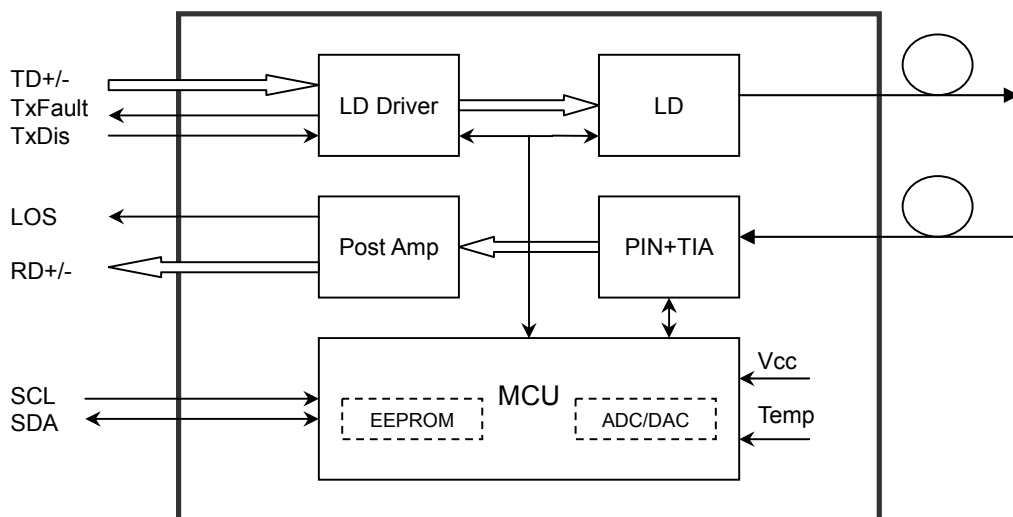 TD+/-
TxFault
TxDis
LD Driver
LD
LOS
RD+/-
Post Amp
PIN+TIA
SCL
SDA
MCU
EEPROM
ADC/DAC
Vcc
Temp